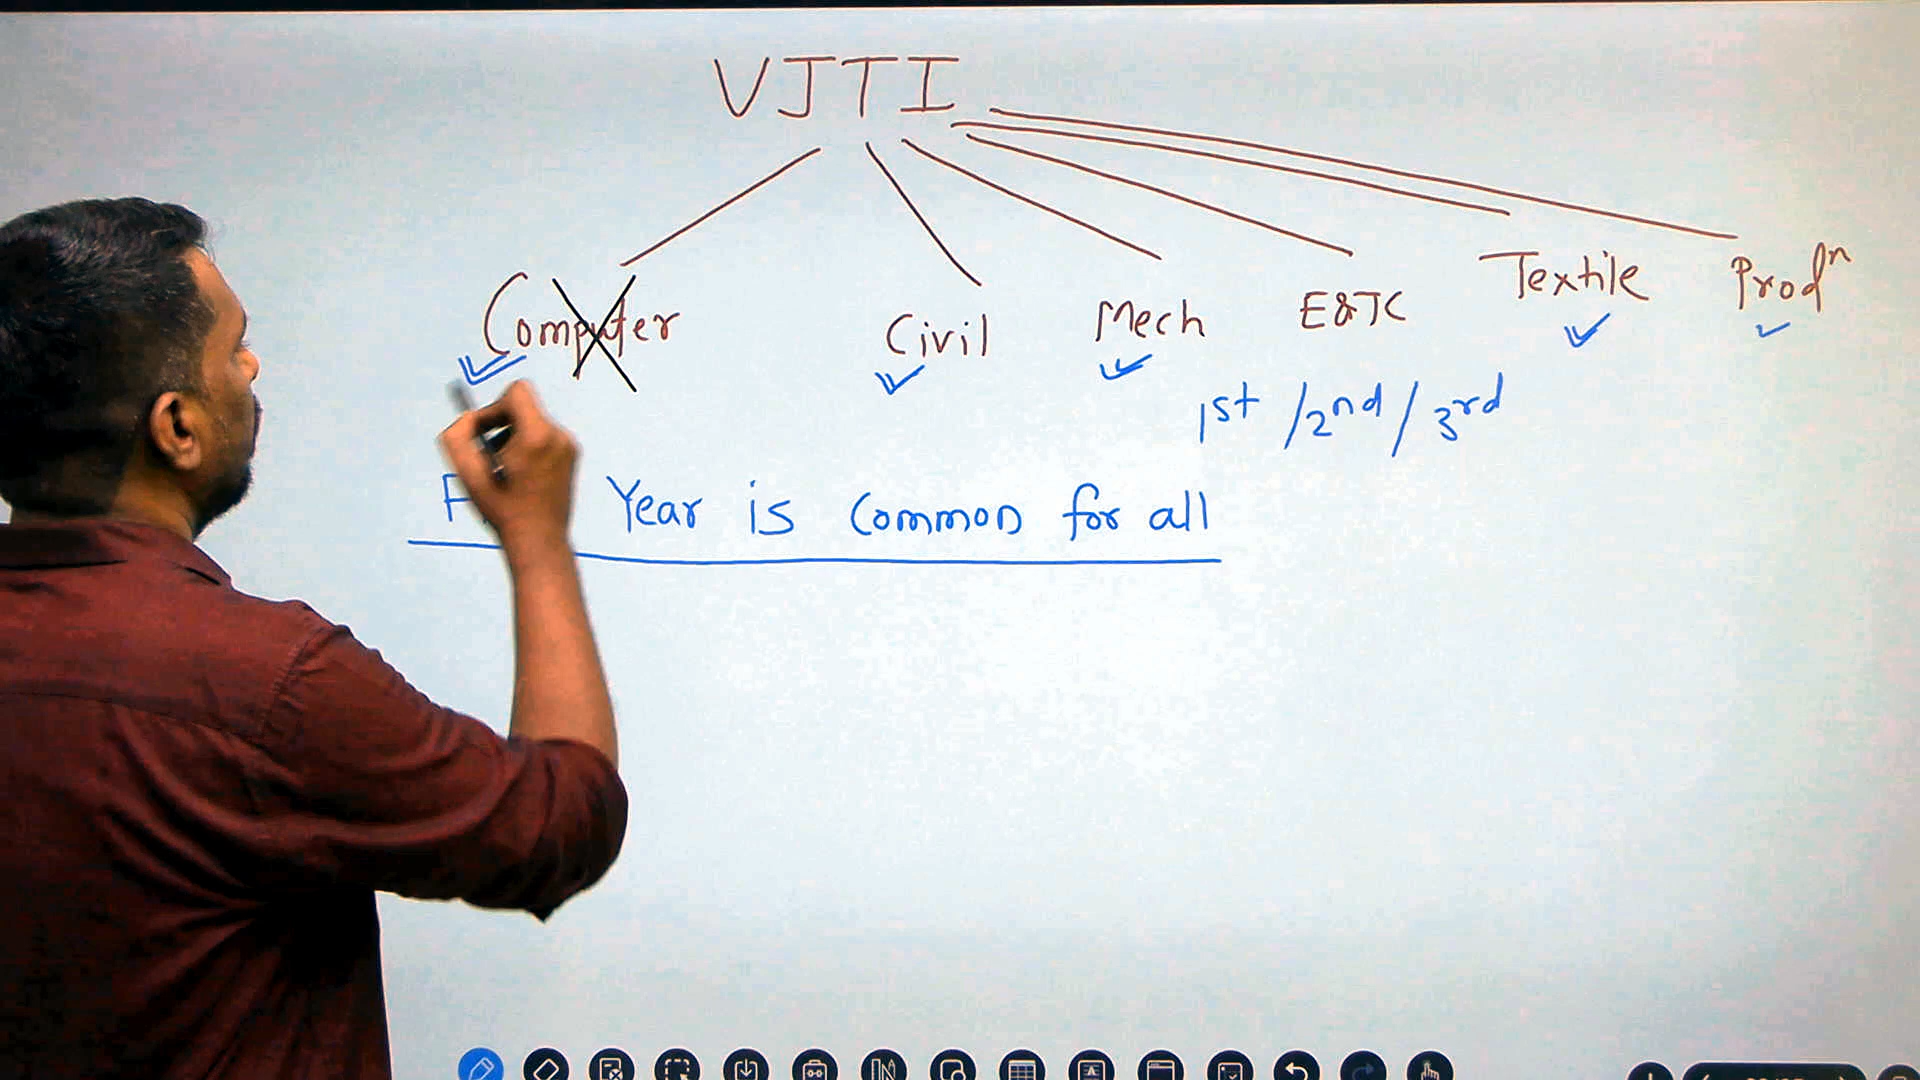 VJTI
Computer Civil Mech E&TC Textile Prodn
1st / 2nd / 3rd
Year is common for all